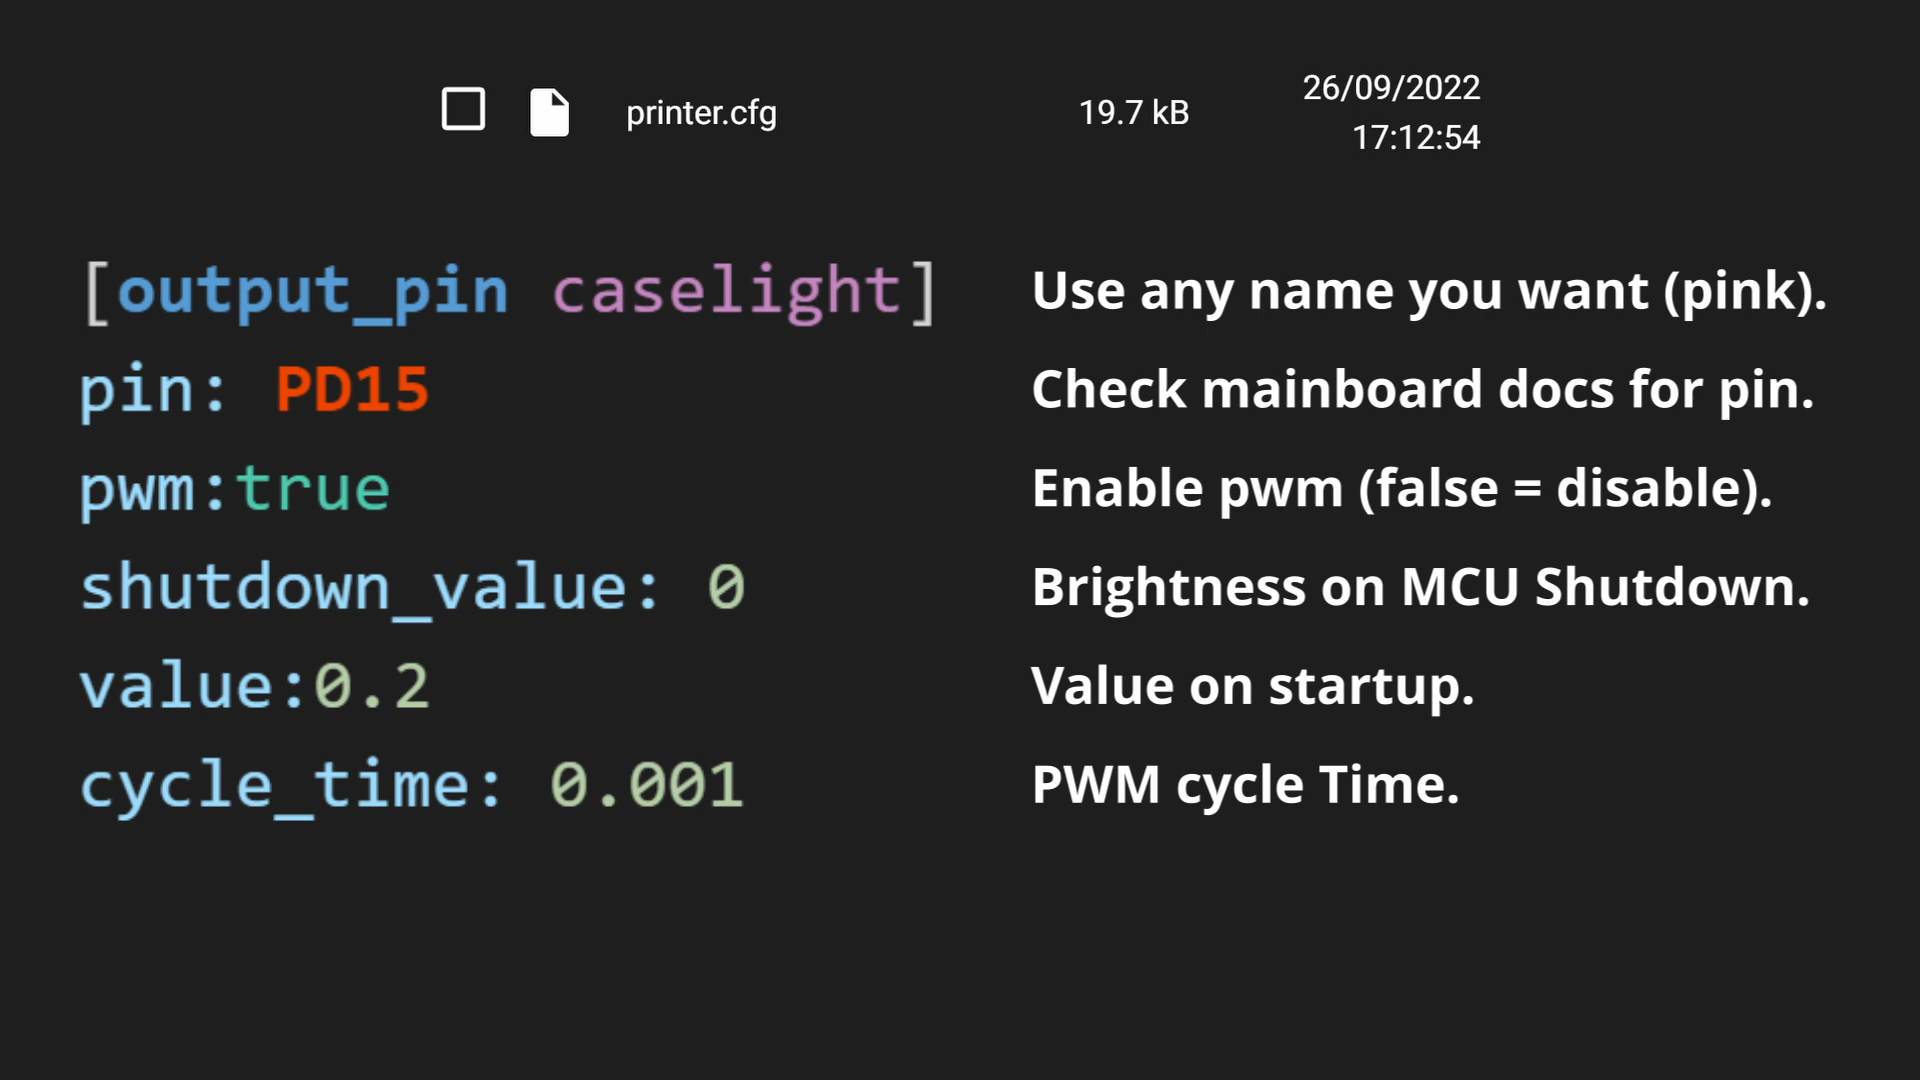 printer.cfg 19.7 kB 26/09/2022
17:12:54
[output_pin caselight] Use any name you want (pink).
pin: PD15 Check mainboard docs for pin.
pwm:true Enable pwm (false = disable).
shutdown_value: 0 Brightness on MCU Shutdown.
value:0.2 Value on startup.
cycle_time: 0.001 PWM cycle Time.